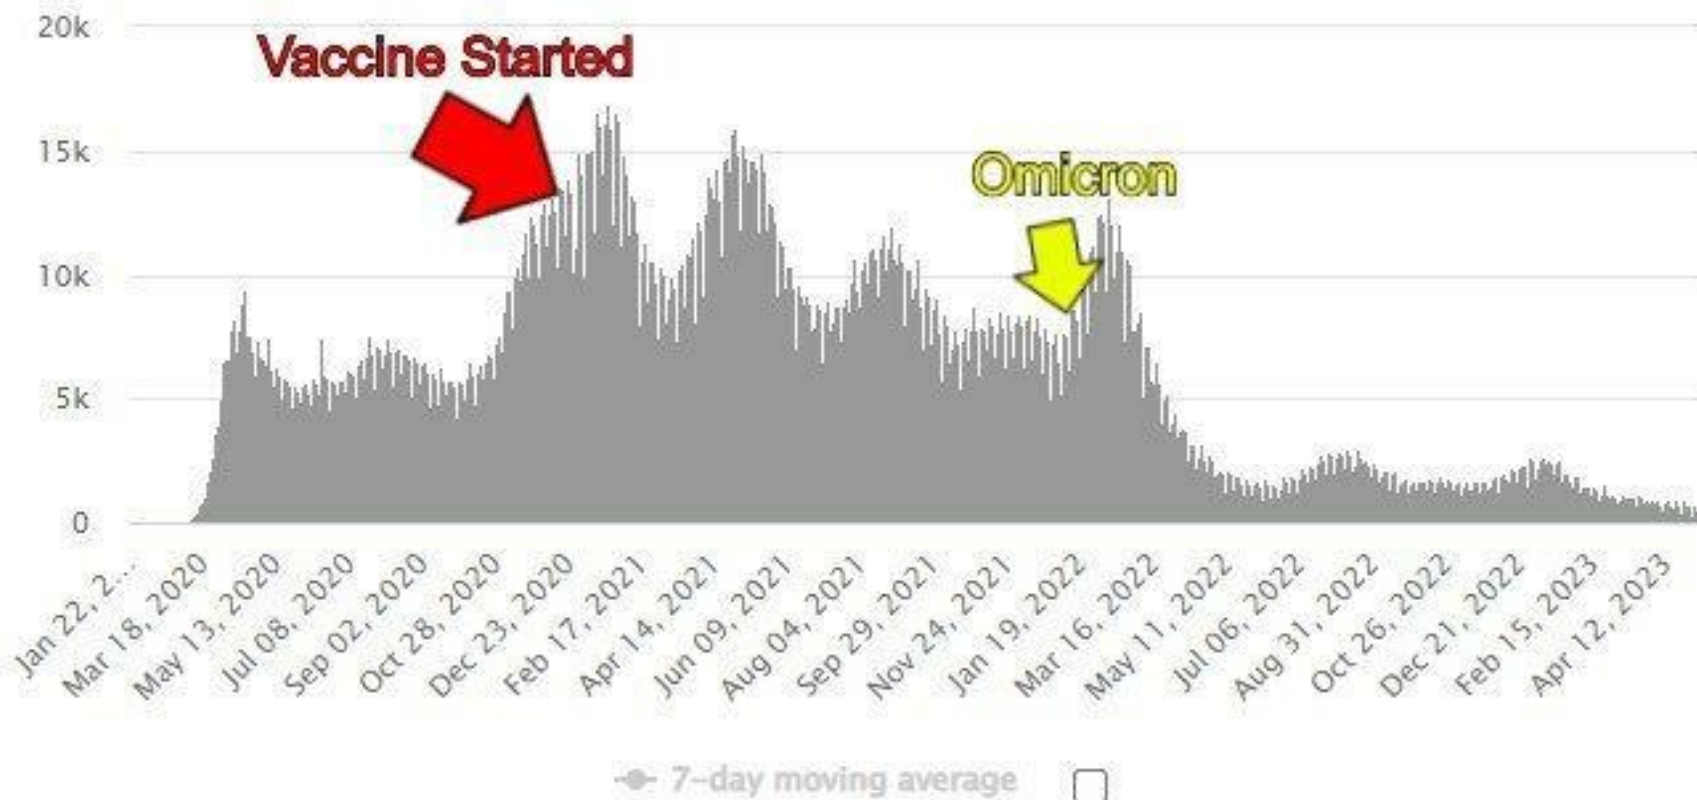 20k
Vaccine Started
15k
Omicron
10k
5k
0
Jan 22, 2...
Mar 18, 2020
May 13, 2020
Jul 08, 2020
Sep 02, 2020
Oct 28, 2020
Dec 23, 2020
Feb 17, 2021
Apr 14, 2021
Jun 09, 2021
Aug 04, 2021
Sep 29, 2021
Nov 24, 2021
Jan 19, 2022
Mar 16, 2022
May 11, 2022
Jul 06, 2022
Aug 31, 2022
Oct 26, 2022
Dec 21, 2022
Feb 15, 2023
Apr 12, 2023
7-day moving average